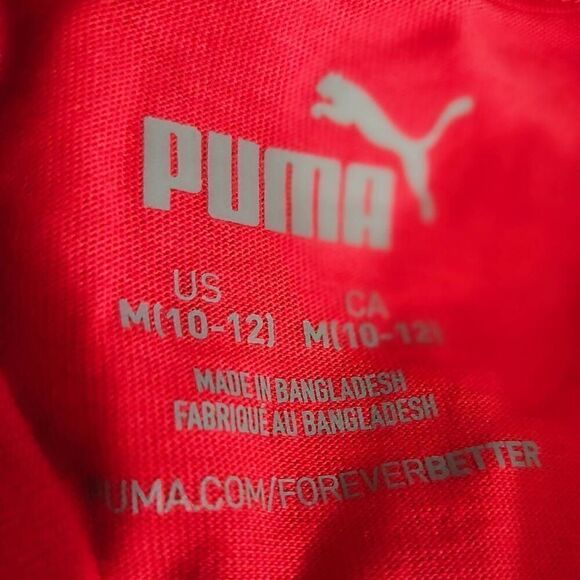 PUMA
US CA
M(10-12) M(10-12)
MADE IN BANGLADESH
FABRIQUÉ AU BANGLADESH
PUMA.COM/FOREVERBETTER